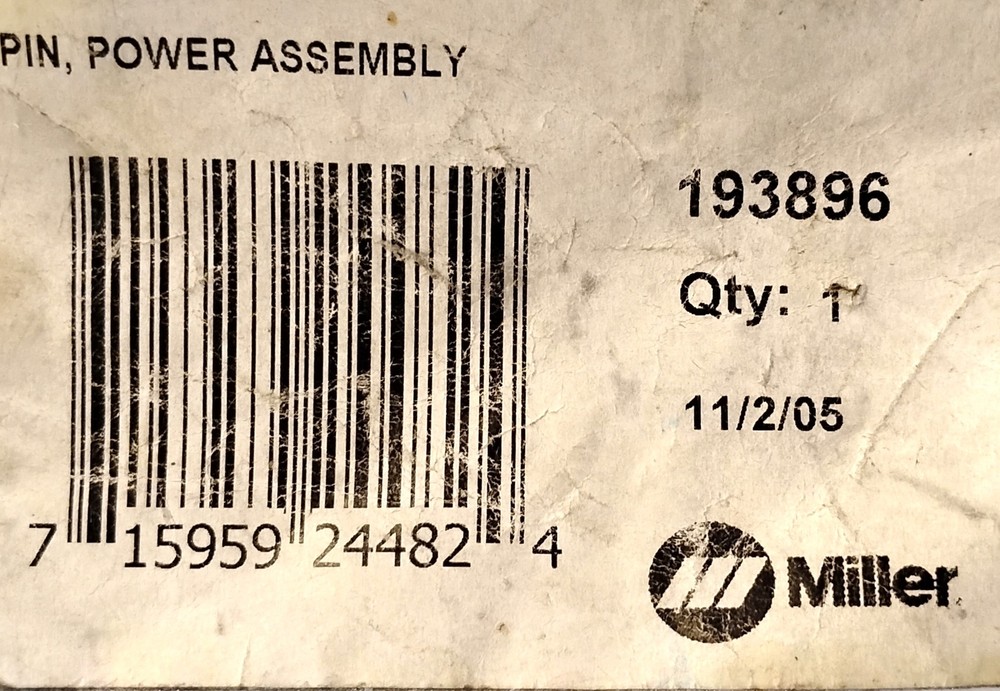 PIN, POWER ASSEMBLY
193896
Qty: 1
11/2/05
7 15959 24482 4
Miller